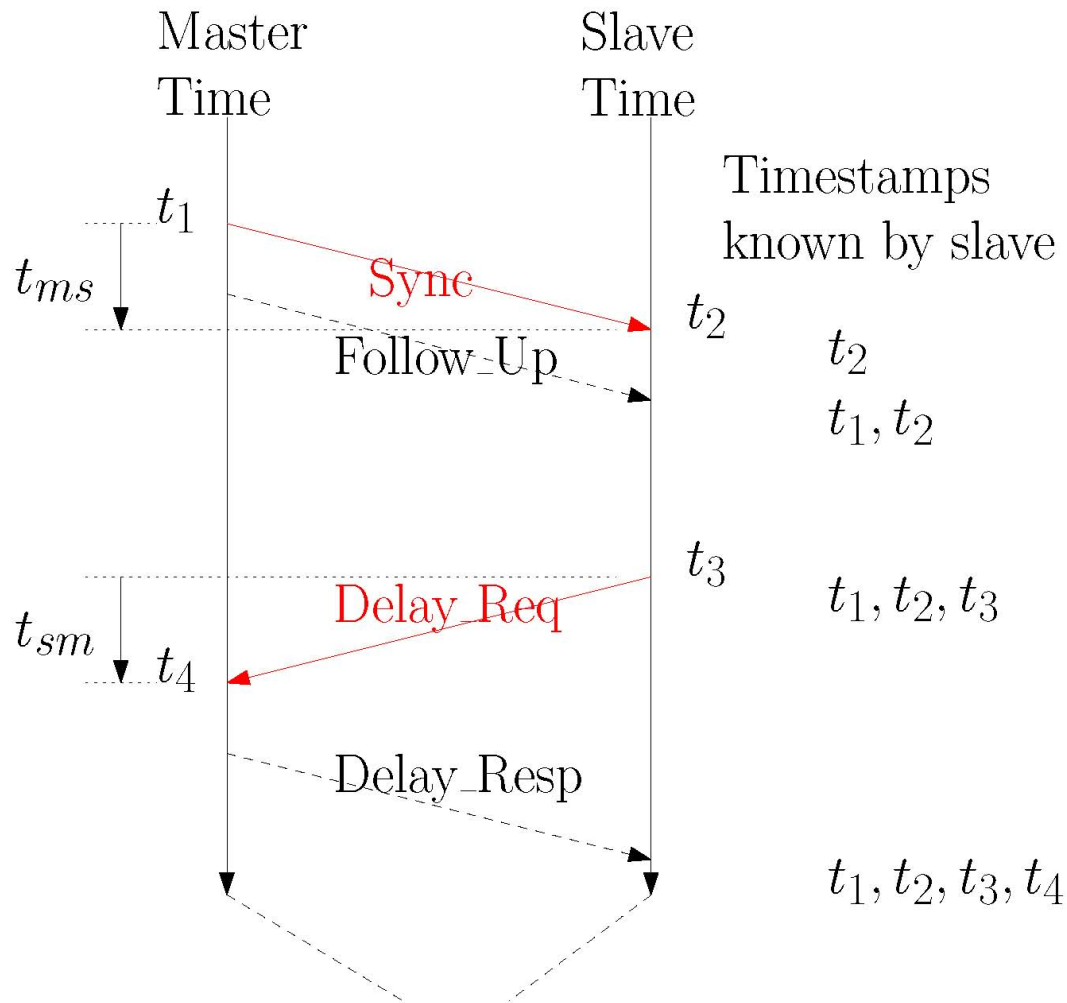 Master Time
Slave Time
Timestamps
known by slave
t1
tms
Sync
t2
t2
Follow_Up
t1, t2
t3
Delay_Req
t1, t2, t3
tsm
t4
Delay_Resp
t1, t2, t3, t4